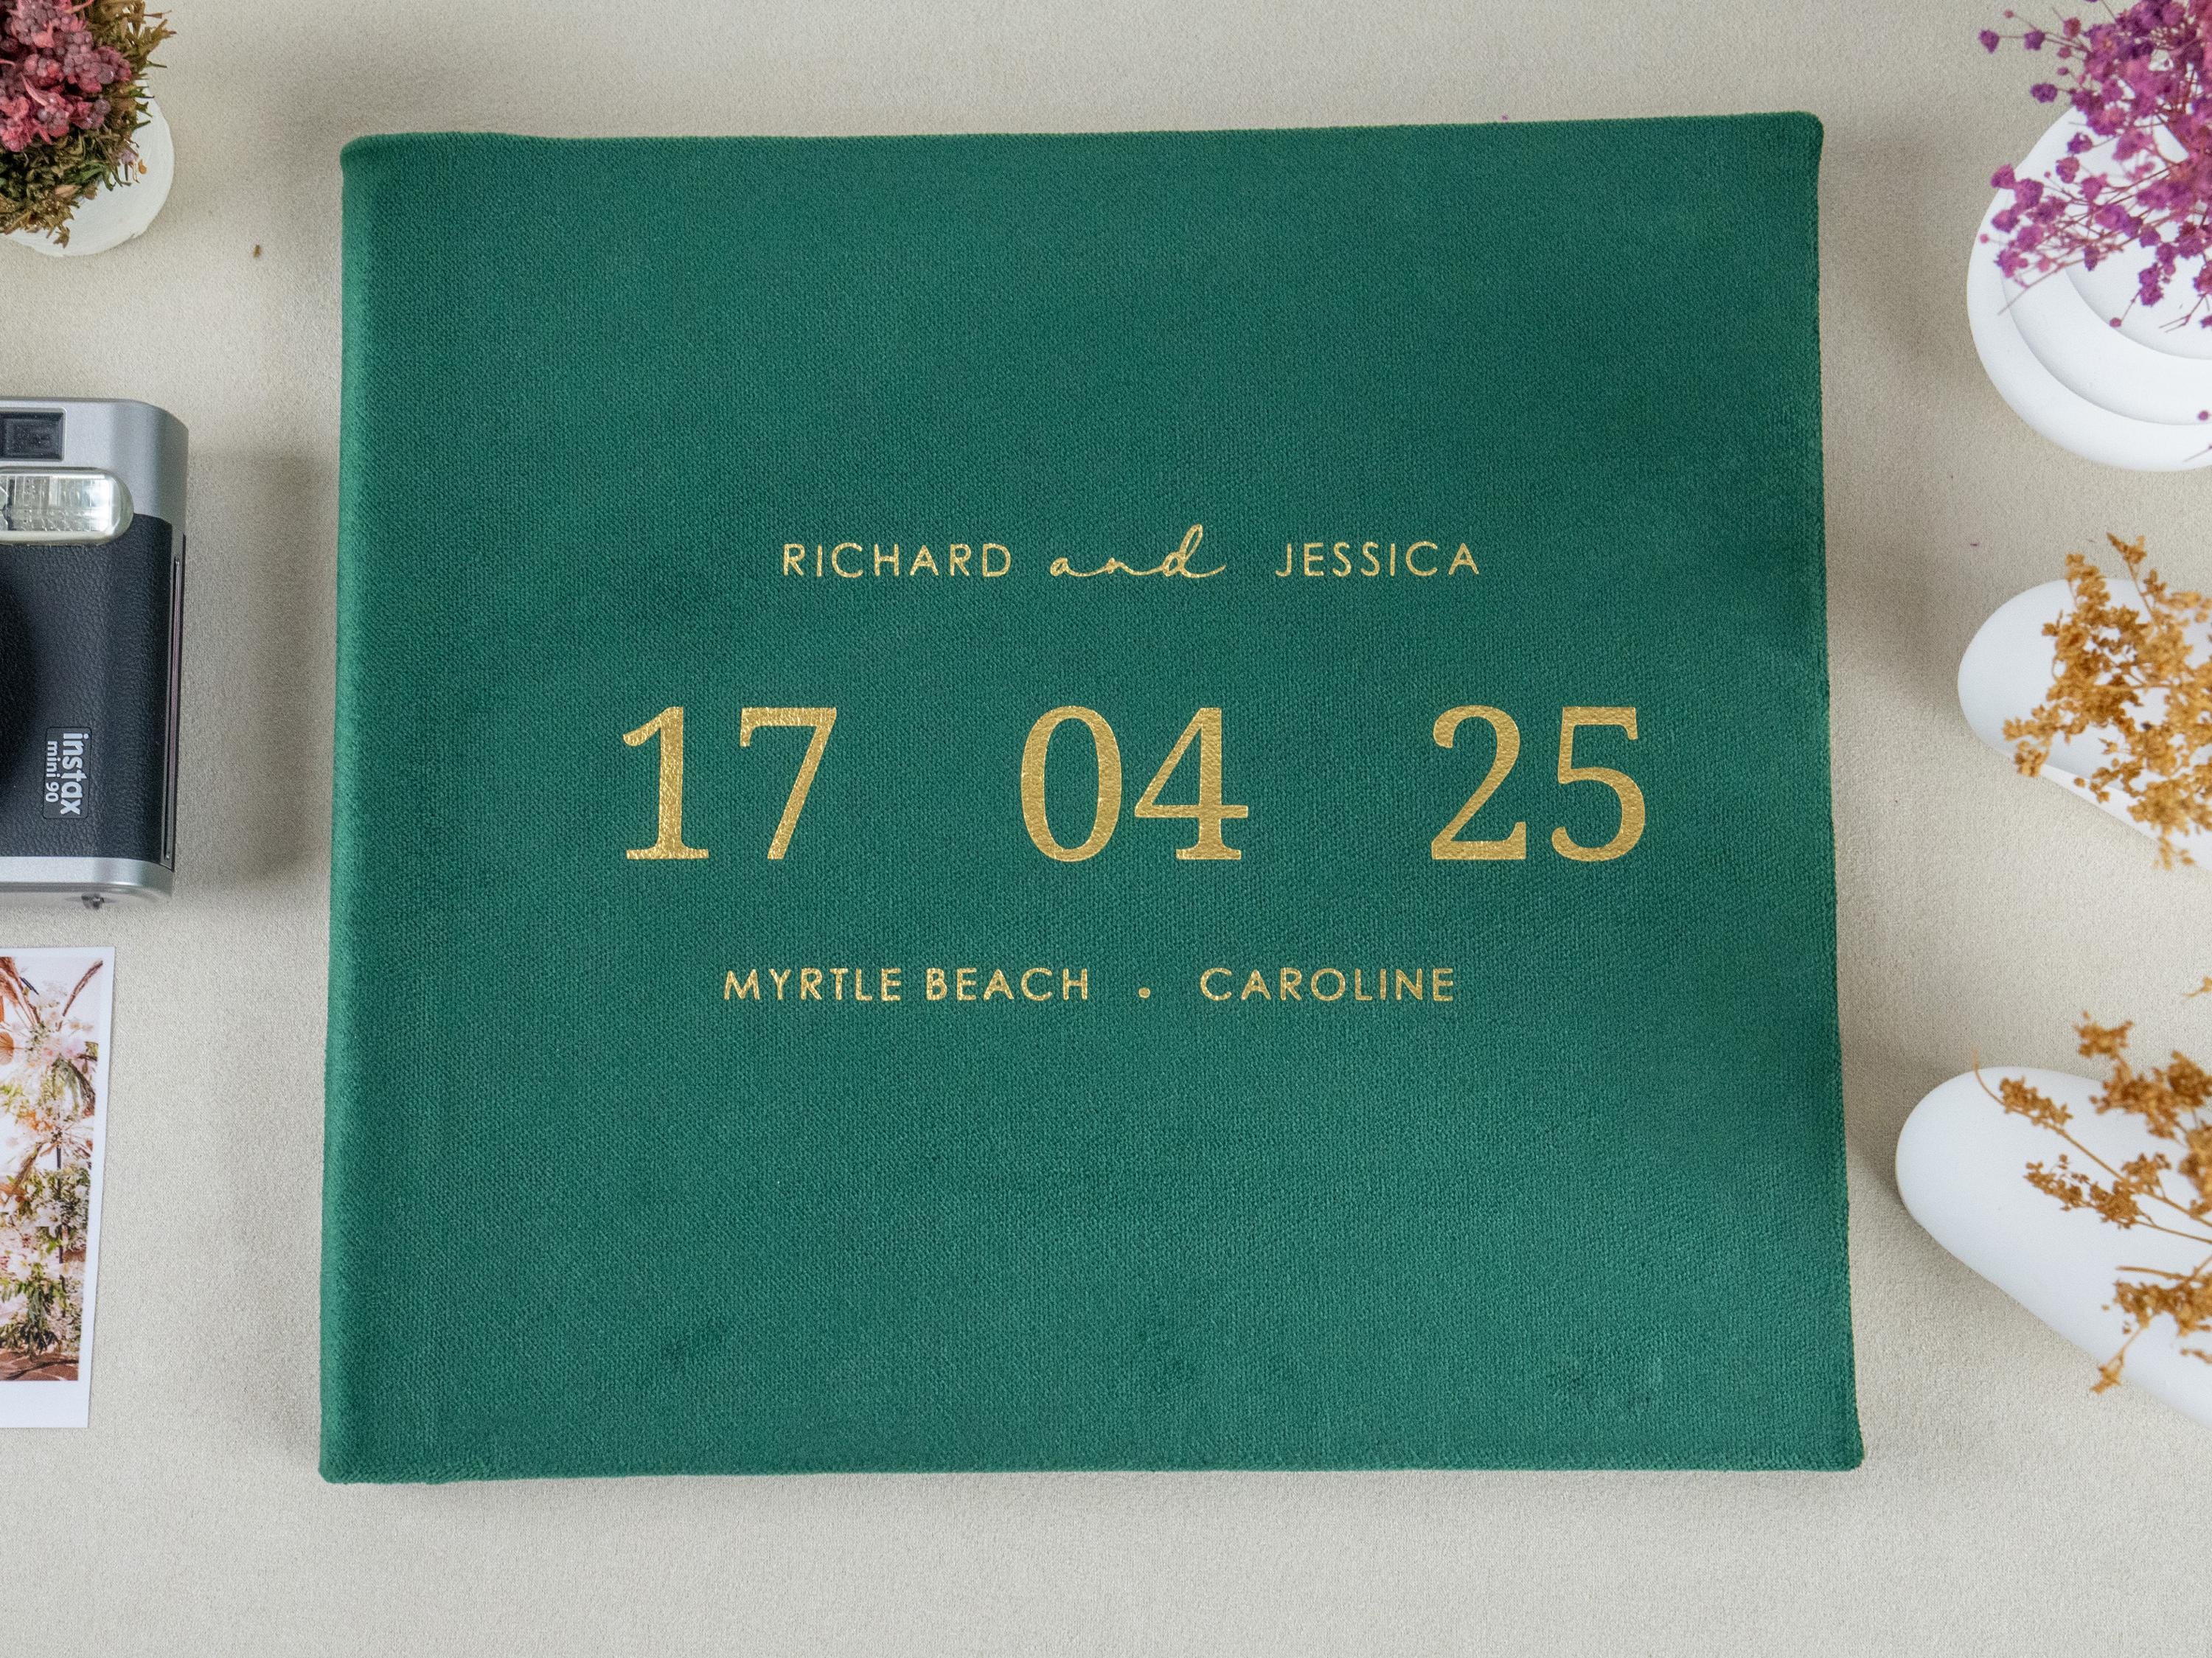 RICHARD and JESSICA
17 04 25
MYRTLE BEACH . CAROLINE
instax
mini 90